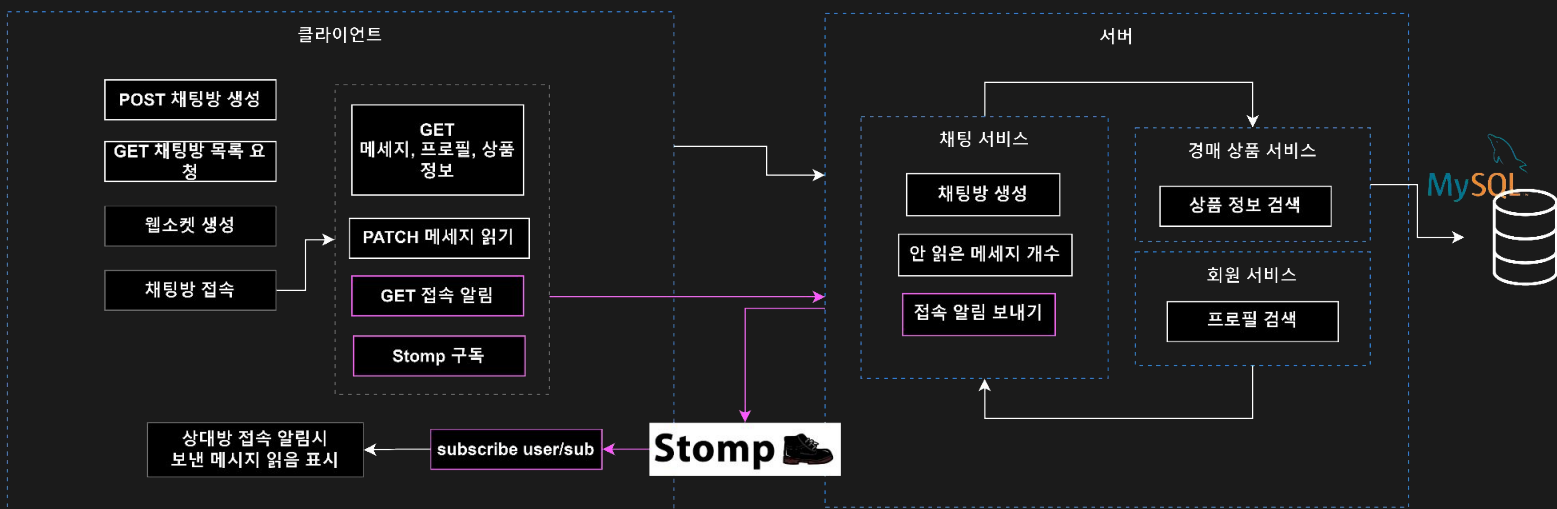 클라이언트
POST 채팅방 생성
GET 채팅방 목록 요
청
웹소켓 생성
채팅방 접속
GET
메세지, 프로필, 상품
정보
PATCH 메세지 읽기
GET 접속 알림
Stomp 구독
상대방 접속 알림시
보낸 메시지 읽음 표시
subscribe user/sub
Stomp
서버
채팅 서비스
채팅방 생성
안 읽은 메세지 개수
접속 알림 보내기
경매 상품 서비스
상품 정보 검색
회원 서비스
프로필 검색
MySQL